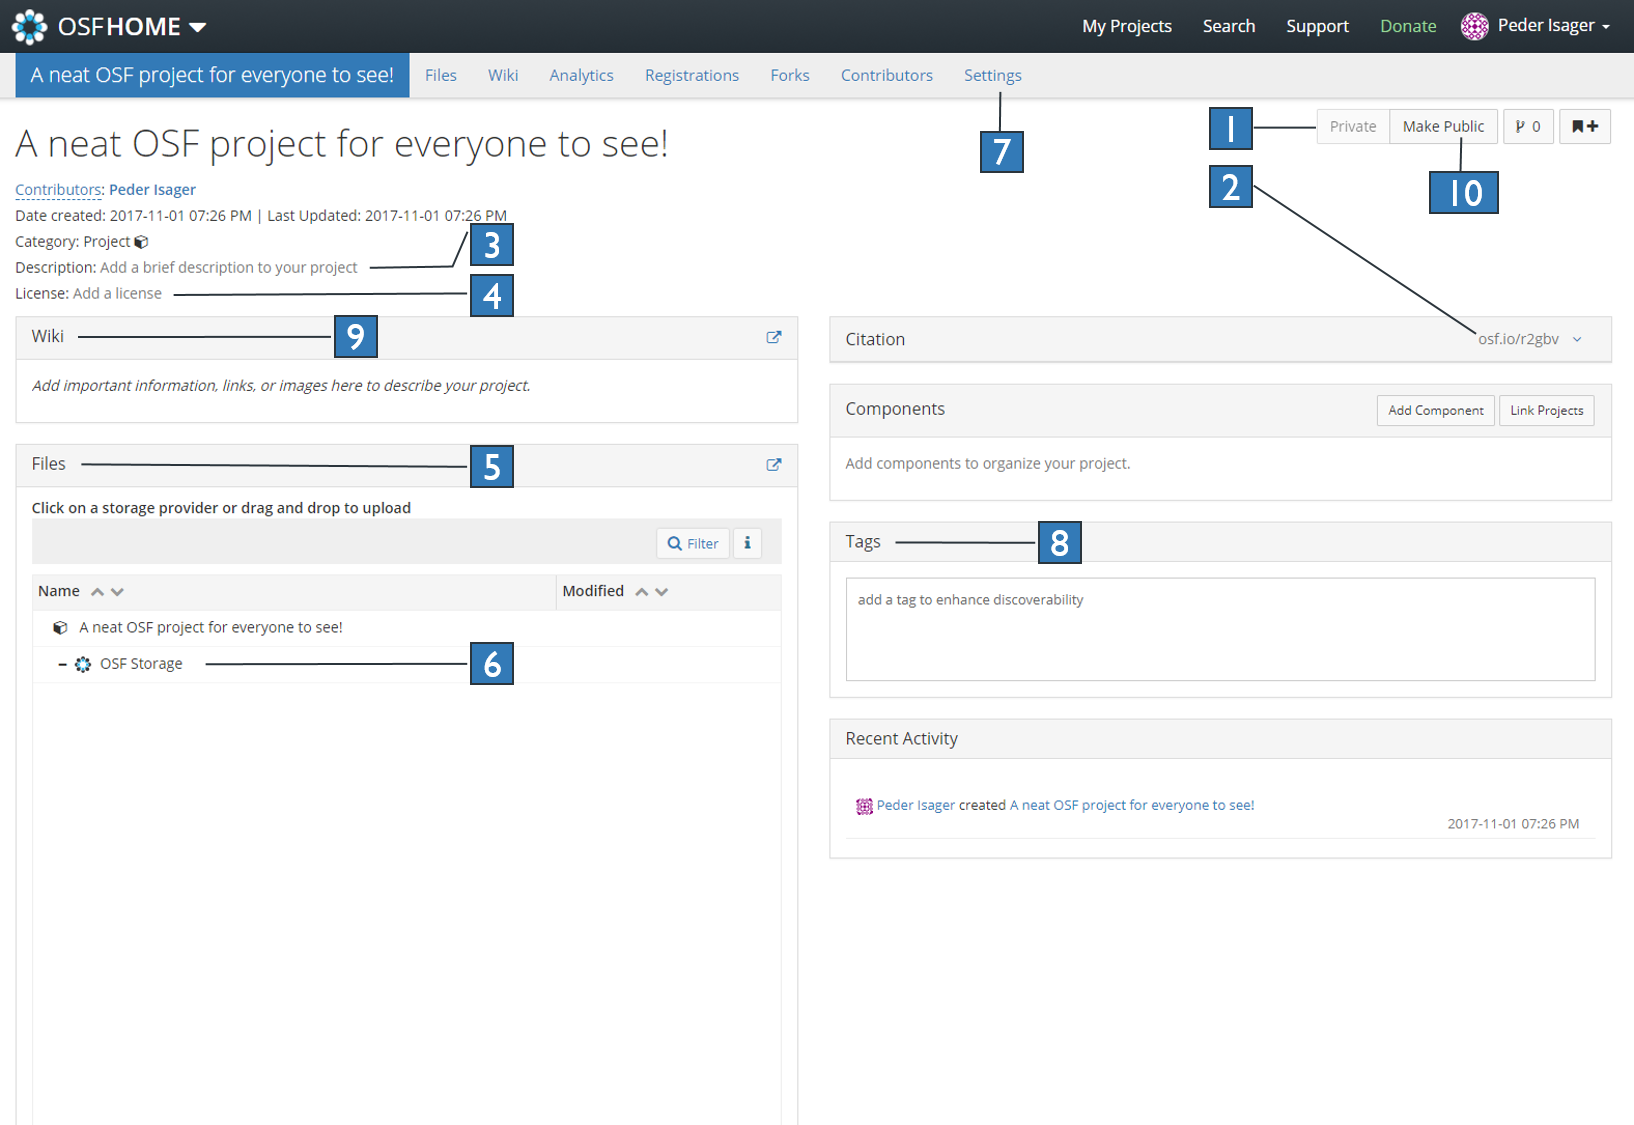 OSFHOME
My Projects Search Support Donate Peder Isager
A neat OSF project for everyone to see! Files Wiki Analytics Registrations Forks Contributors Settings
1 Private Make Public 0
A neat OSF project for everyone to see!
7
2 10
Contributors: Peder Isager
Date created: 2017-11-01 07:26 PM | Last Updated: 2017-11-01 07:26 PM
Category: Project
3
Description: Add a brief description to your project
License: Add a license 4
Wiki 9
Add important information, links, or images here to describe your project.
Files 5
Click on a storage provider or drag and drop to upload
Filter i
Name Modified
A neat OSF project for everyone to see!
OSF Storage 6
Citation osf.io/r2gbv
Components Add Component Link Projects
Add components to organize your project.
Tags 8
add a tag to enhance discoverability
Recent Activity
Peder Isager created A neat OSF project for everyone to see!
2017-11-01 07:26 PM